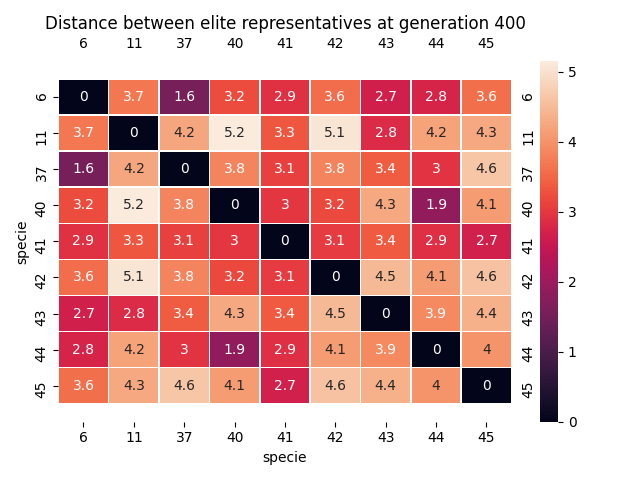 Distance between elite representatives at generation 400
6 11 37 40 41 42 43 44 45
6 0 3.7 1.6 3.2 2.9 3.6 2.7 2.8 3.6 6 5
11 3.7 0 4.2 5.2 3.3 5.1 2.8 4.2 4.3 11
37 1.6 4.2 0 3.8 3.1 3.8 3.4 3 4.6 37 4
40 3.2 5.2 3.8 0 3 3.2 4.3 1.9 4.1 40 3
specie 41 2.9 3.3 3.1 3 0 3.1 3.4 2.9 2.7 41
42 3.6 5.1 3.8 3.2 3.1 0 4.5 4.1 4.6 42 2
43 2.7 2.8 3.4 4.3 3.4 4.5 0 3.9 4.4 43
44 2.8 4.2 3 1.9 2.9 4.1 3.9 0 4 44 1
45 3.6 4.3 4.6 4.1 2.7 4.6 4.4 4 0 45
0
6 11 37 40 41 42 43 44 45
specie